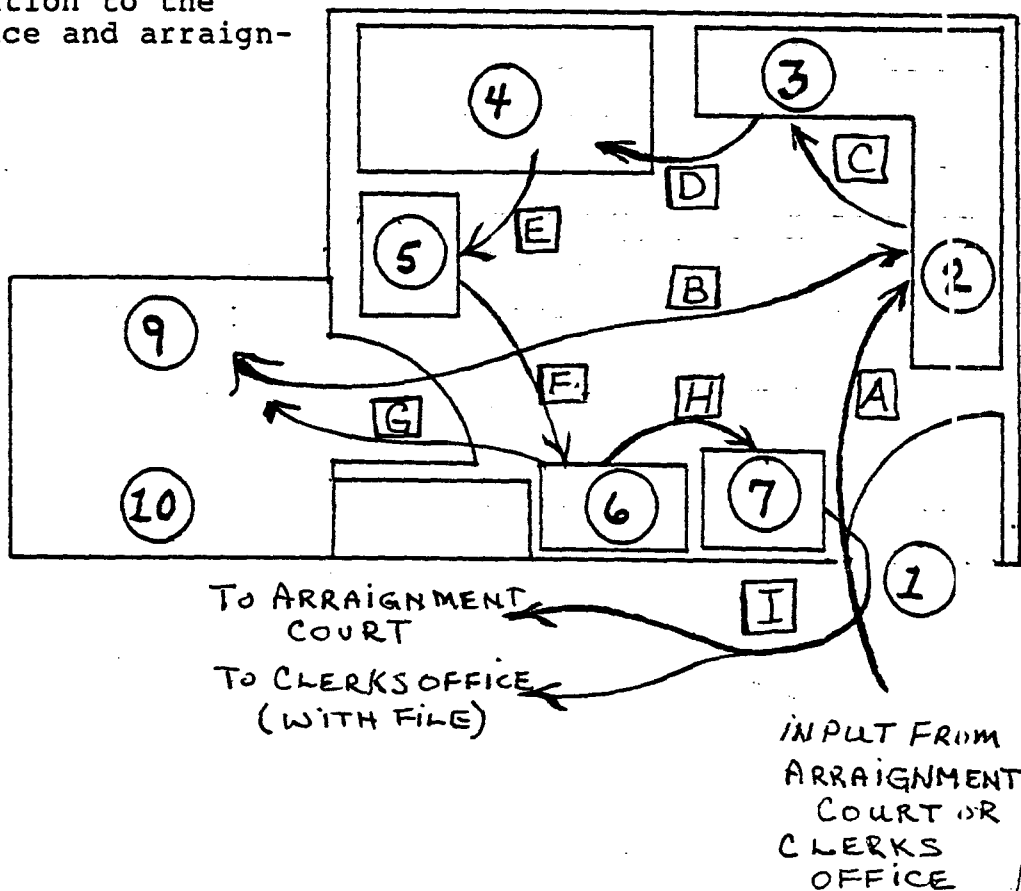 ition to the
ce and arraign-
4
3
C
D
2
E
5
B
9
F.
H
A
G
10
6
7
1
I
TO ARRAIGNMENT
COURT
TO CLERKS OFFICE
(WITH FILE)
INPUT FROM
ARRAIGNMENT
COURT OR
CLERKS
OFFICE